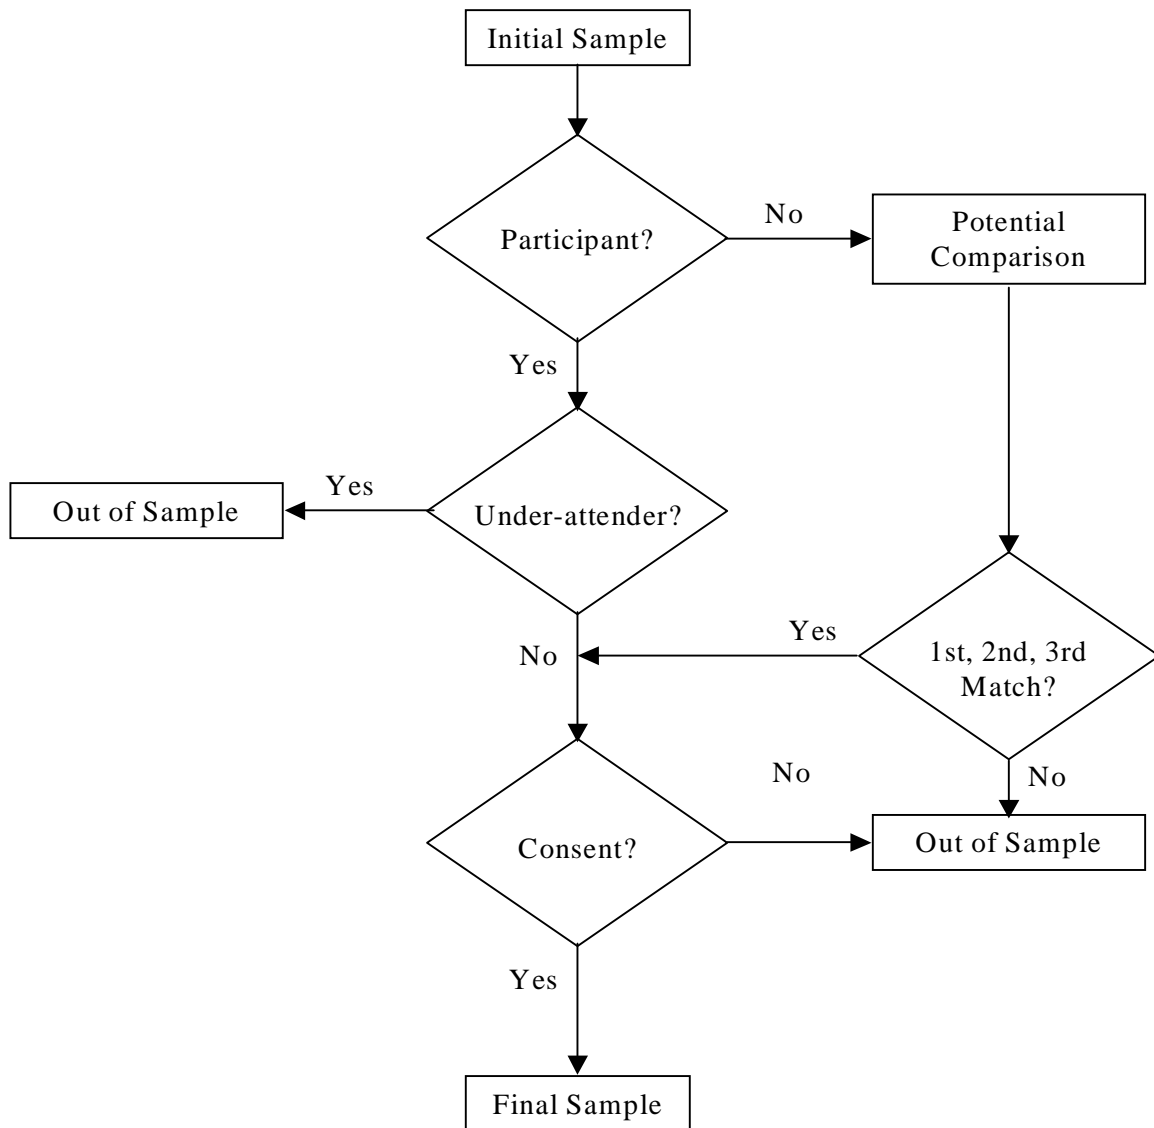 Initial Sample
No
Participant?
Potential
Comparison
Yes
Yes
Out of Sample
Under-attender?
Yes
No
1st, 2nd, 3rd
Match?
No
No
Consent?
Out of Sample
Yes
Final Sample